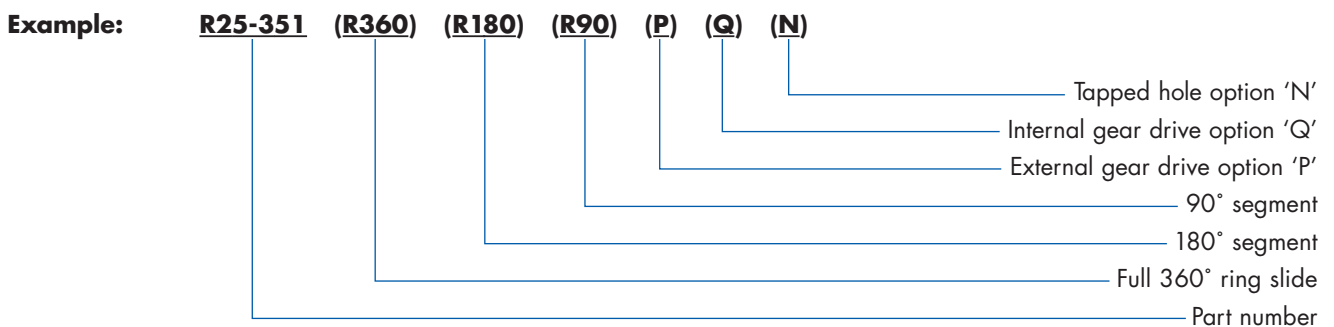 Example: R25-351 (R360) (R180) (R90) (P) (Q) (N)
Tapped hole option ‘N’
Internal gear drive option ‘Q’
External gear drive option ‘P’
90˚ segment
180˚ segment
Full 360˚ ring slide
Part number